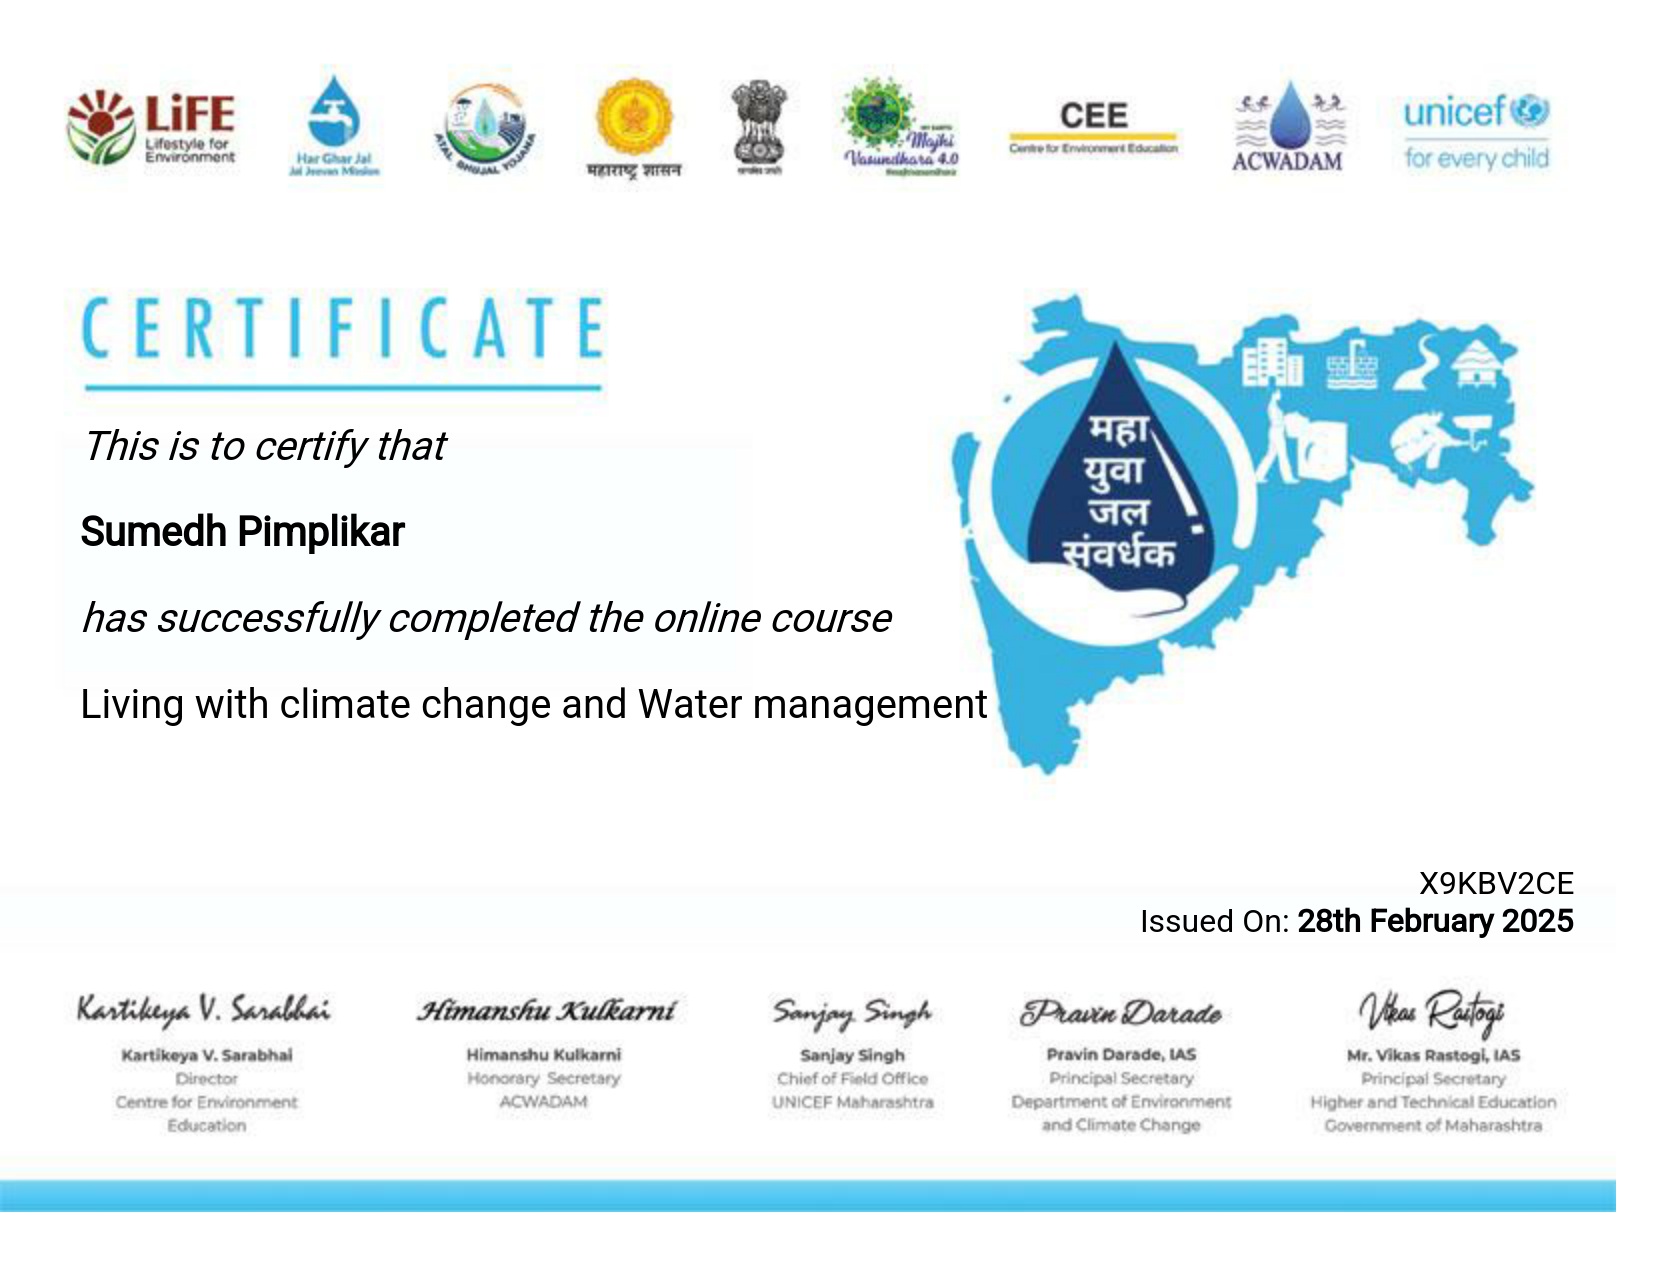 LiFE
Lifestyle for
Environment
Har Ghar Jal
Jal Jeevan Mission
ATAL BHUJAL YOJANA
महाराष्ट्र शासन
सत्यमेव जयते
Majhi
Vasundhara 4.0
CEE
Centre for Environment Education
ACWADAM
unicef
for every child
CERTIFICATE
This is to certify that
Sumedh Pimplikar
has successfully completed the online course
Living with climate change and Water management
महा
युवा
जल
संवर्धक
X9KBV2CE
Issued On: 28th February 2025
Kartikeya V. Sarabhai
Kartikeya V. Sarabhai
Director
Centre for Environment
Education
Himanshu Kulkarni
Himanshu Kulkarni
Honorary Secretary
ACWADAM
Sanjay Singh
Sanjay Singh
Chief of Field Office
UNICEF Maharashtra
Pravin Darade
Pravin Darade, IAS
Principal Secretary
Department of Environment
and Climate Change
Vikas Rastogi
Mr. Vikas Rastogi, IAS
Principal Secretary
Higher and Technical Education
Government of Maharashtra